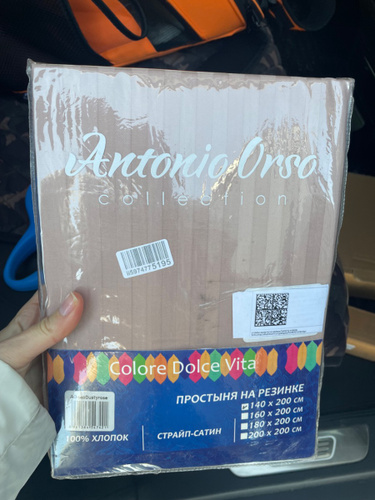 Antonio Orso
collection
Colore Dolce Vita
ПРОСТЫНЯ НА РЕЗИНКЕ
140 x 200 СМ
160 x 200 СМ
180 x 200 СМ
200 x 200 СМ
100% ХЛОПОК
СТРАЙП-САТИН